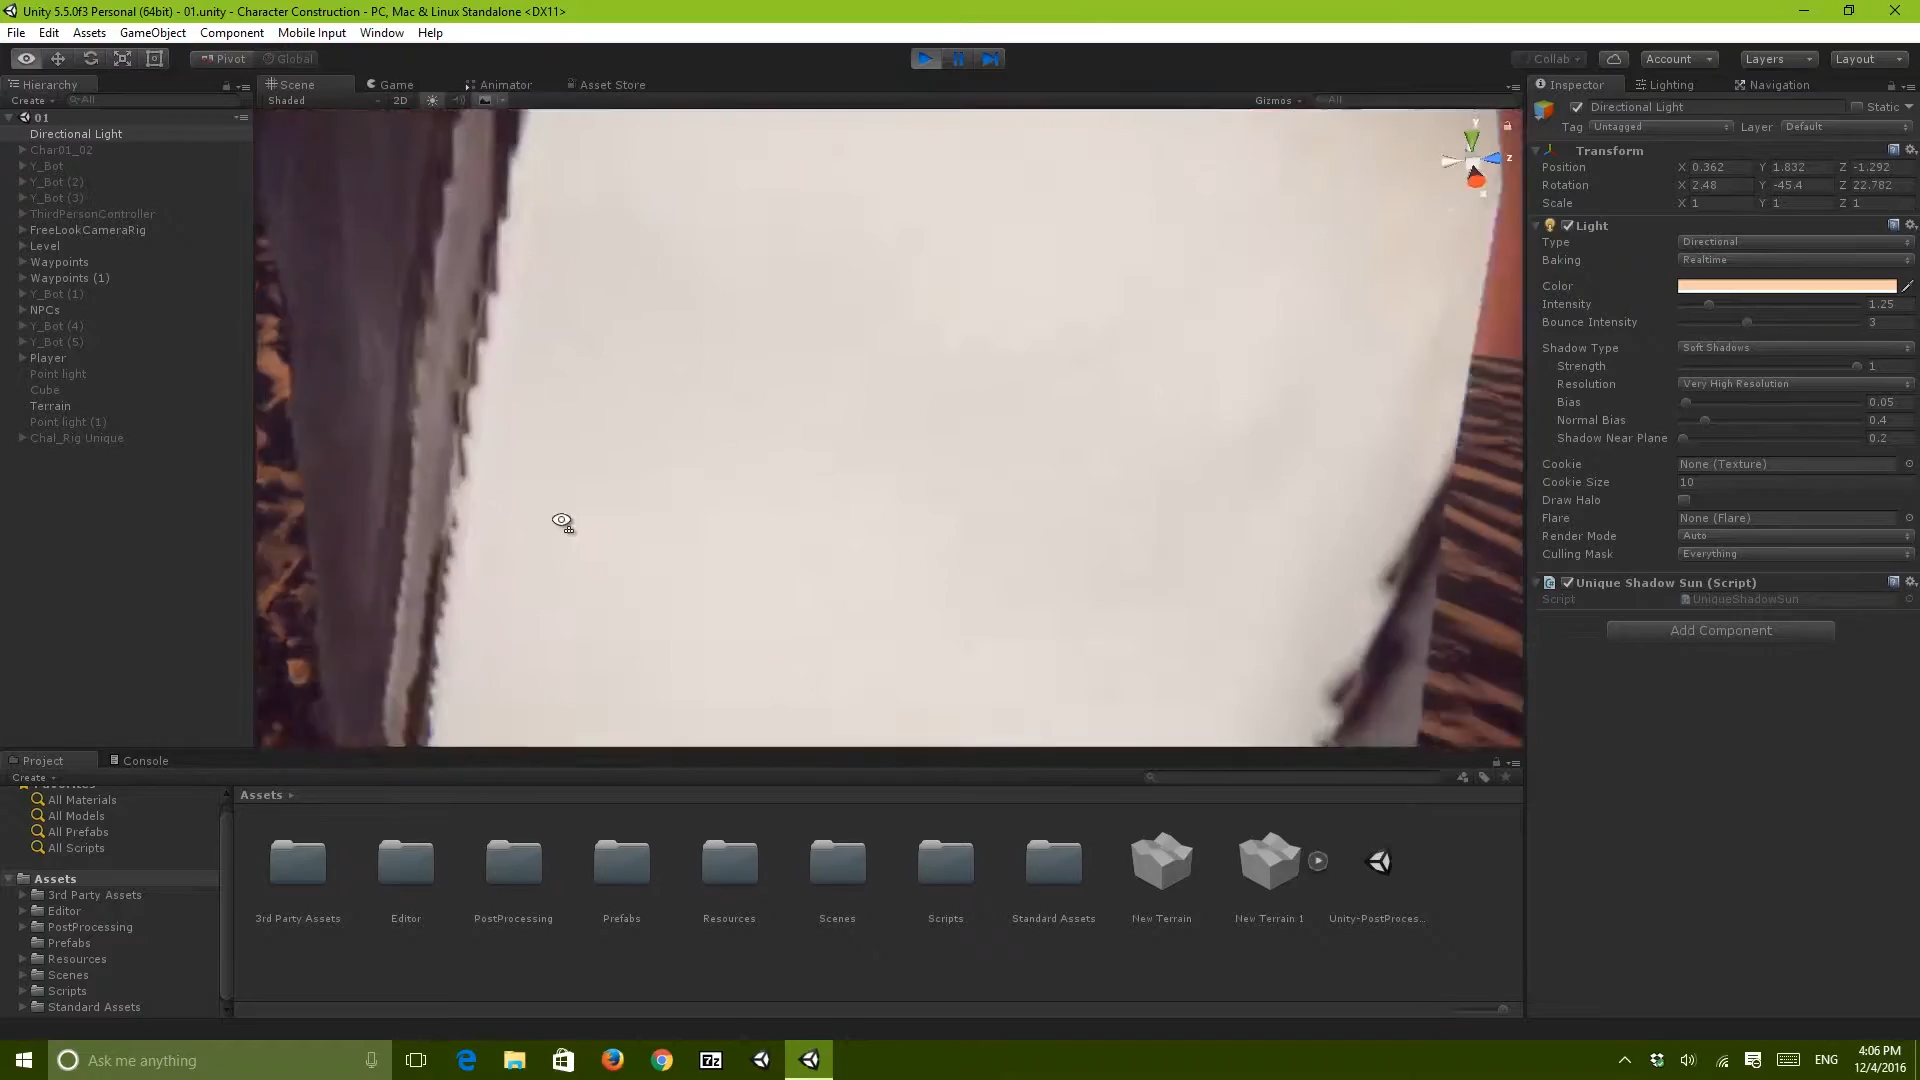 Unity 5.5.0f3 Personal (64bit) - 01.unity - Character Construction - PC, Mac & Linux Standalone <DX11>
File Edit Assets GameObject Component Mobile Input Window Help
Pivot Global Collab Account Layers Layout
Hierarchy
Create All
01
Directional Light
Char01_02
Y_Bot
Y_Bot (2)
Y_Bot (3)
ThirdPersonController
FreeLookCameraRig
Level
Waypoints
Waypoints (1)
Y_Bot (1)
NPCs
Y_Bot (4)
Y_Bot (5)
Player
Point light
Cube
Terrain
Point light (1)
Chal_Rig Unique
Scene Game Animator Asset Store
Shaded 2D Gizmos All
y
z
Inspector Lighting Navigation
Directional Light Static
Tag Untagged Layer Default
Transform
Position X 0.362 Y 1.832 Z -1.292
Rotation X 2.48 Y -45.4 Z 22.782
Scale X 1 Y 1 Z 1
Light
Type Directional
Baking Realtime
Color
Intensity 1.25
Bounce Intensity 3
Shadow Type Soft Shadows
Strength 1
Resolution Very High Resolution
Bias 0.05
Normal Bias 0.4
Shadow Near Plane 0.2
Cookie None (Texture)
Cookie Size 10
Draw Halo
Flare None (Flare)
Render Mode Auto
Culling Mask Everything
Unique Shadow Sun (Script)
Script UniqueShadowSun
Add Component
Project Console
Create
Favorites
All Materials
All Models
All Prefabs
All Scripts
Assets
3rd Party Assets
Editor
PostProcessing
Prefabs
Resources
Scenes
Scripts
Standard Assets
Assets
3rd Party Assets Editor PostProcessing Prefabs Resources Scenes Scripts Standard Assets New Terrain New Terrain 1 Unity-PostProces...
Ask me anything
7z
ENG
4:06 PM
12/4/2016